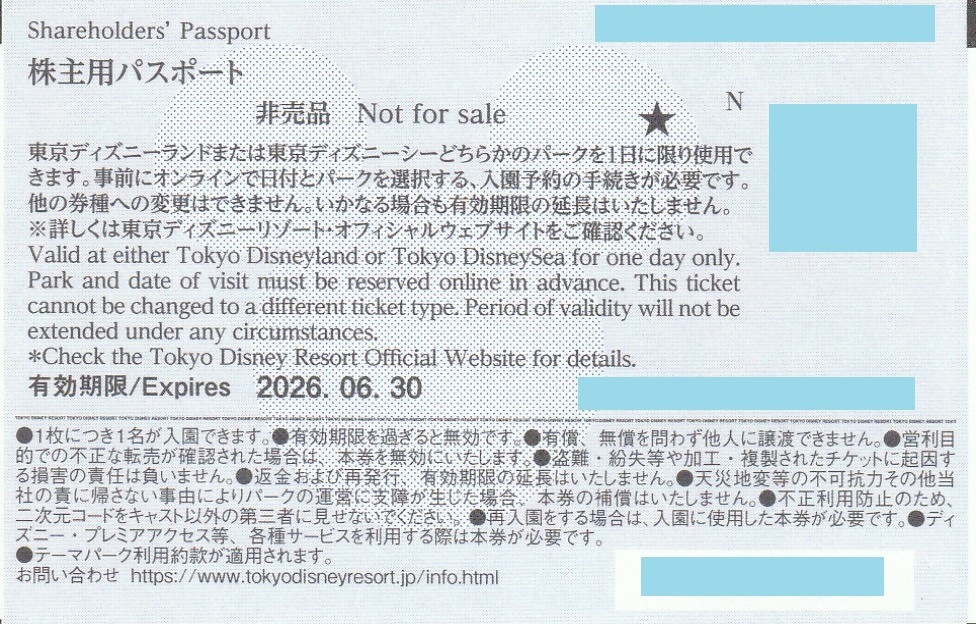 Shareholders' Passport
株主用パスポート
非売品 Not for sale ★ N
東京ディズニーランドまたは東京ディズニーシーどちらかのパークを1日に限り使用で
きます。事前にオンラインで日付とパークを選択する、入園予約の手続きが必要です。
他の券種への変更はできません。いかなる場合も有効期限の延長はいたしません。
※詳しくは東京ディズニーリゾート・オフィシャルウェブサイトをご確認ください。
Valid at either Tokyo Disneyland or Tokyo DisneySea for one day only.
Park and date of visit must be reserved online in advance. This ticket
cannot be changed to a different ticket type. Period of validity will not be
extended under any circumstances.
*Check the Tokyo Disney Resort Official Website for details.
有効期限/Expires 2026. 06. 30
●1枚につき1名が入園できます。●有効期限を過ぎると無効です。●有償、無償を問わず他人に譲渡できません。●営利目
的での不正な転売が確認された場合は、本券を無効にいたします。●盗難・紛失等や加工・複製されたチケットに起因す
る損害の責任は負いません。●返金および再発行、有効期限の延長はいたしません。●天災地変等の不可抗力その他当
社の責に帰さない事由によりパークの運営に支障が生じた場合、本券の補償はいたしません。●不正利用防止のため、
二次元コードをキャスト以外の第三者に見せないでください。●再入園をする場合は、入園に使用した本券が必要です。●ディ
ズニー・プレミアアクセス等、各種サービスを利用する際は本券が必要です。
●テーマパーク利用約款が適用されます。
お問い合わせ https://www.tokyodisneyresort.jp/info.html